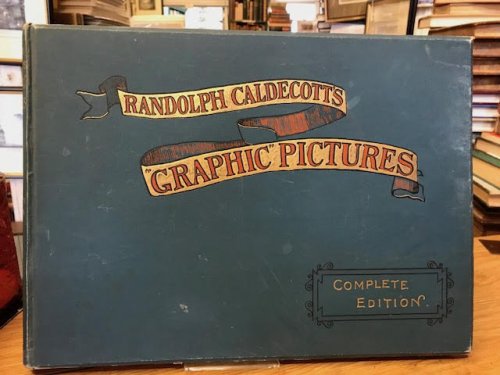 RANDOLPH CALDECOTT'S
"GRAPHIC" PICTURES
COMPLETE
EDITION.